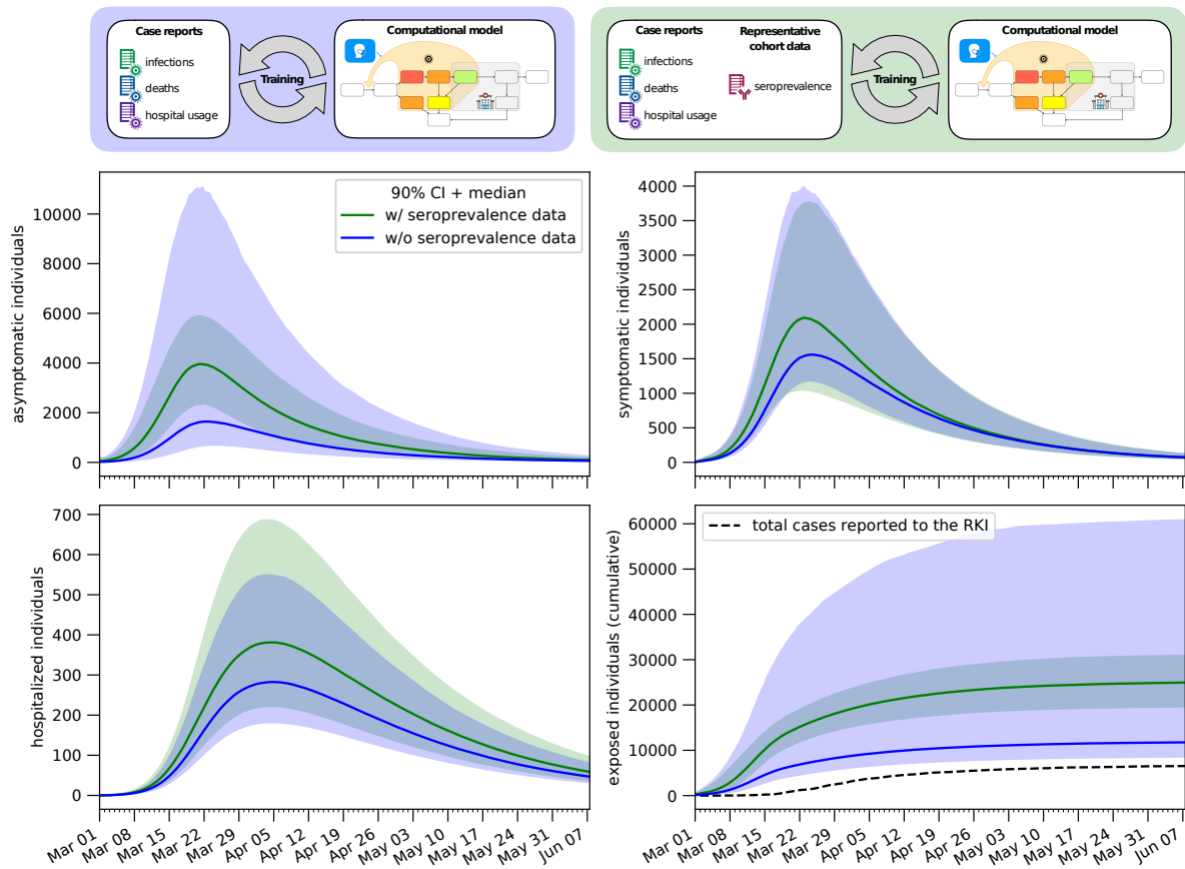 Case reports
infections
deaths
hospital usage
Training
Computational model
Case reports
infections
deaths
hospital usage
Representative
cohort data
seroprevalence
Training
Computational model
asymptomatic individuals
10000
8000
6000
4000
2000
0
90% CI + median
w/ seroprevalence data
w/o seroprevalence data
symptomatic individuals
4000
3500
3000
2500
2000
1500
1000
500
0
hospitalized individuals
700
600
500
400
300
200
100
0
Mar 01
Mar 08
Mar 15
Mar 22
Mar 29
Apr 05
Apr 12
Apr 19
Apr 26
May 03
May 10
May 17
May 24
May 31
Jun 07
exposed individuals (cumulative)
60000
50000
40000
30000
20000
10000
0
total cases reported to the RKI
Mar 01
Mar 08
Mar 15
Mar 22
Mar 29
Apr 05
Apr 12
Apr 19
Apr 26
May 03
May 10
May 17
May 24
May 31
Jun 07